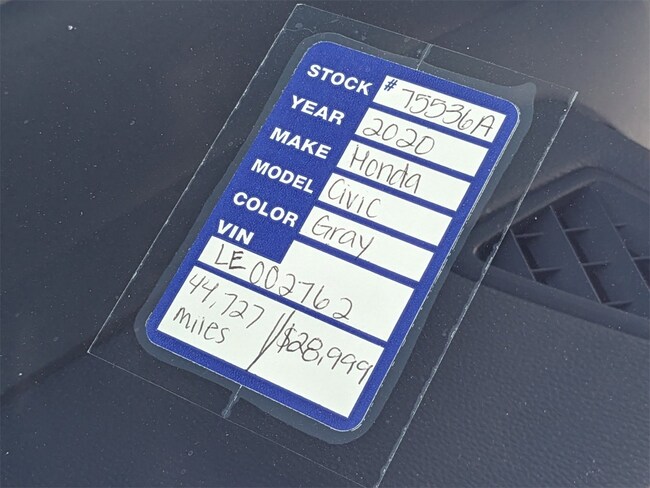 STOCK #75536A
YEAR 2020
MAKE Honda
MODEL Civic
COLOR Gray
VIN
LE002762
44,727 // $28,999
miles